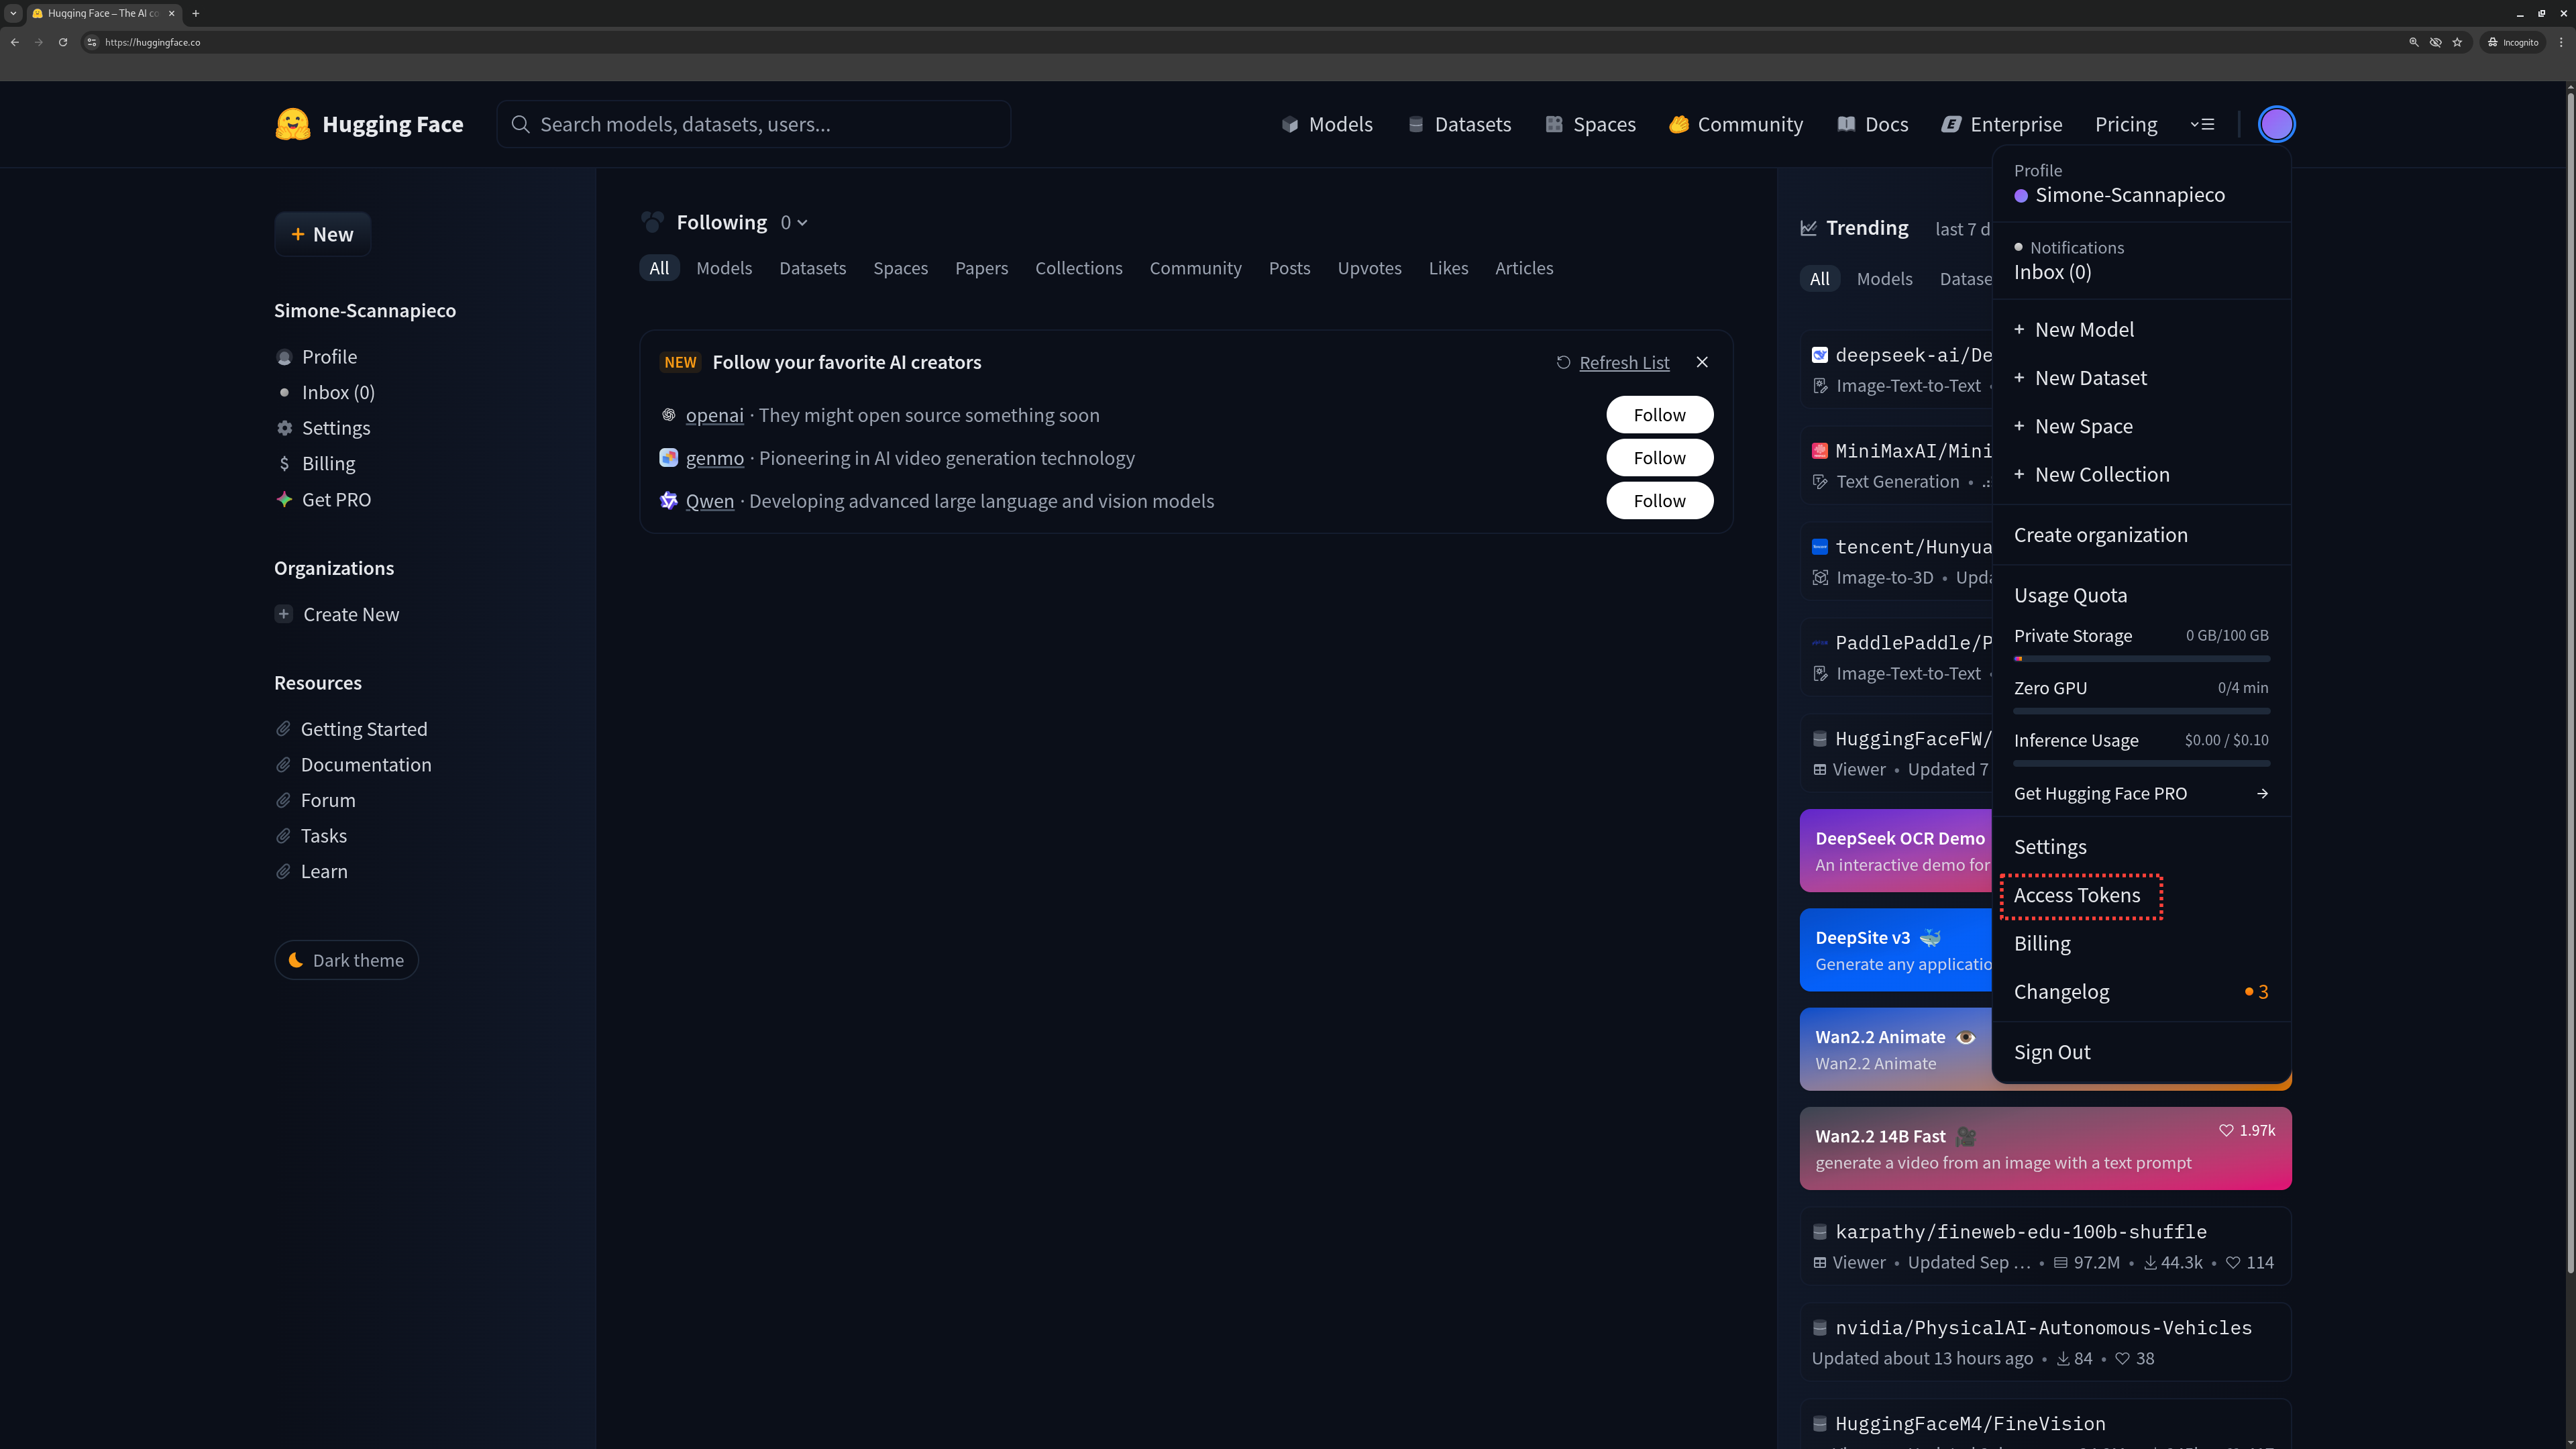 Hugging Face – The AI co
https://huggingface.co
Incognito
Hugging Face
Search models, datasets, users...
Models
Datasets
Spaces
Community
Docs
Enterprise
Pricing
New
Simone-Scannapieco
Profile
Inbox (0)
Settings
Billing
Get PRO
Organizations
Create New
Resources
Getting Started
Documentation
Forum
Tasks
Learn
Dark theme
Following 0
All Models Datasets Spaces Papers Collections Community Posts Upvotes Likes Articles
NEW Follow your favorite AI creators
Refresh List
openai · They might open source something soon
Follow
genmo · Pioneering in AI video generation technology
Follow
Qwen · Developing advanced large language and vision models
Follow
Trending last 7 d
All Models Datase
deepseek-ai/De
Image-Text-to-Text
MiniMaxAI/Mini
Text Generation •
tencent/Hunyua
Image-to-3D • Upda
PaddlePaddle/P
Image-Text-to-Text
HuggingFaceFW/
Viewer • Updated 7
DeepSeek OCR Demo
An interactive demo for
DeepSite v3
Generate any applicatio
Wan2.2 Animate
Wan2.2 Animate
Wan2.2 14B Fast
1.97k
generate a video from an image with a text prompt
karpathy/fineweb-edu-100b-shuffle
Viewer • Updated Sep … • 97.2M • 44.3k • 114
nvidia/PhysicalAI-Autonomous-Vehicles
Updated about 13 hours ago • 84 • 38
HuggingFaceM4/FineVision
Profile
Simone-Scannapieco
Notifications
Inbox (0)
+ New Model
+ New Dataset
+ New Space
+ New Collection
Create organization
Usage Quota
Private Storage 0 GB/100 GB
Zero GPU 0/4 min
Inference Usage $0.00 / $0.10
Get Hugging Face PRO →
Settings
Access Tokens
Billing
Changelog 3
Sign Out